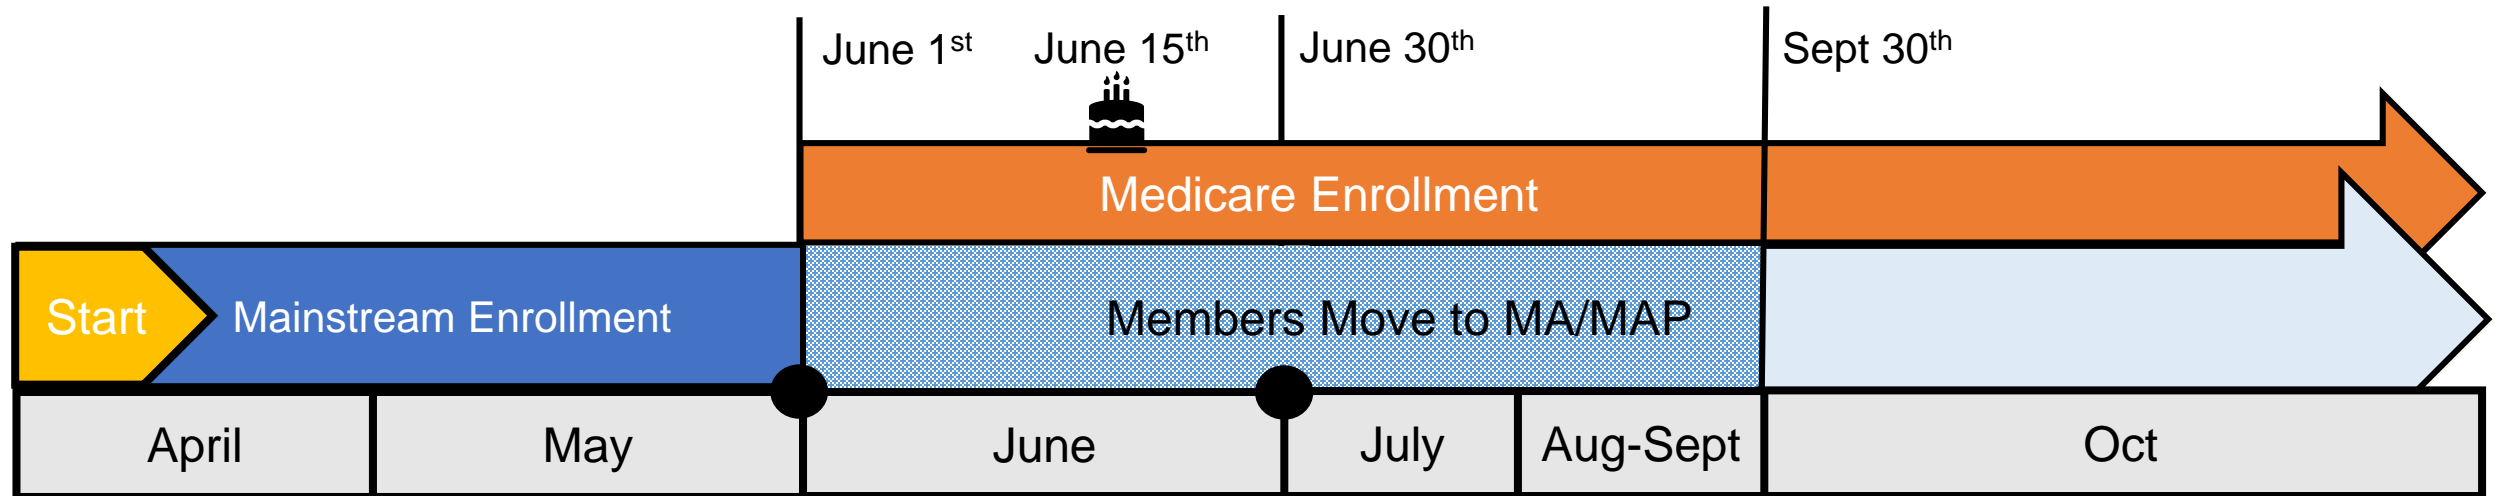 June 1st
June 15th
June 30th
Sept 30th
Medicare Enrollment
Start
Mainstream Enrollment
Members Move to MA/MAP
April
May
June
July
Aug-Sept
Oct